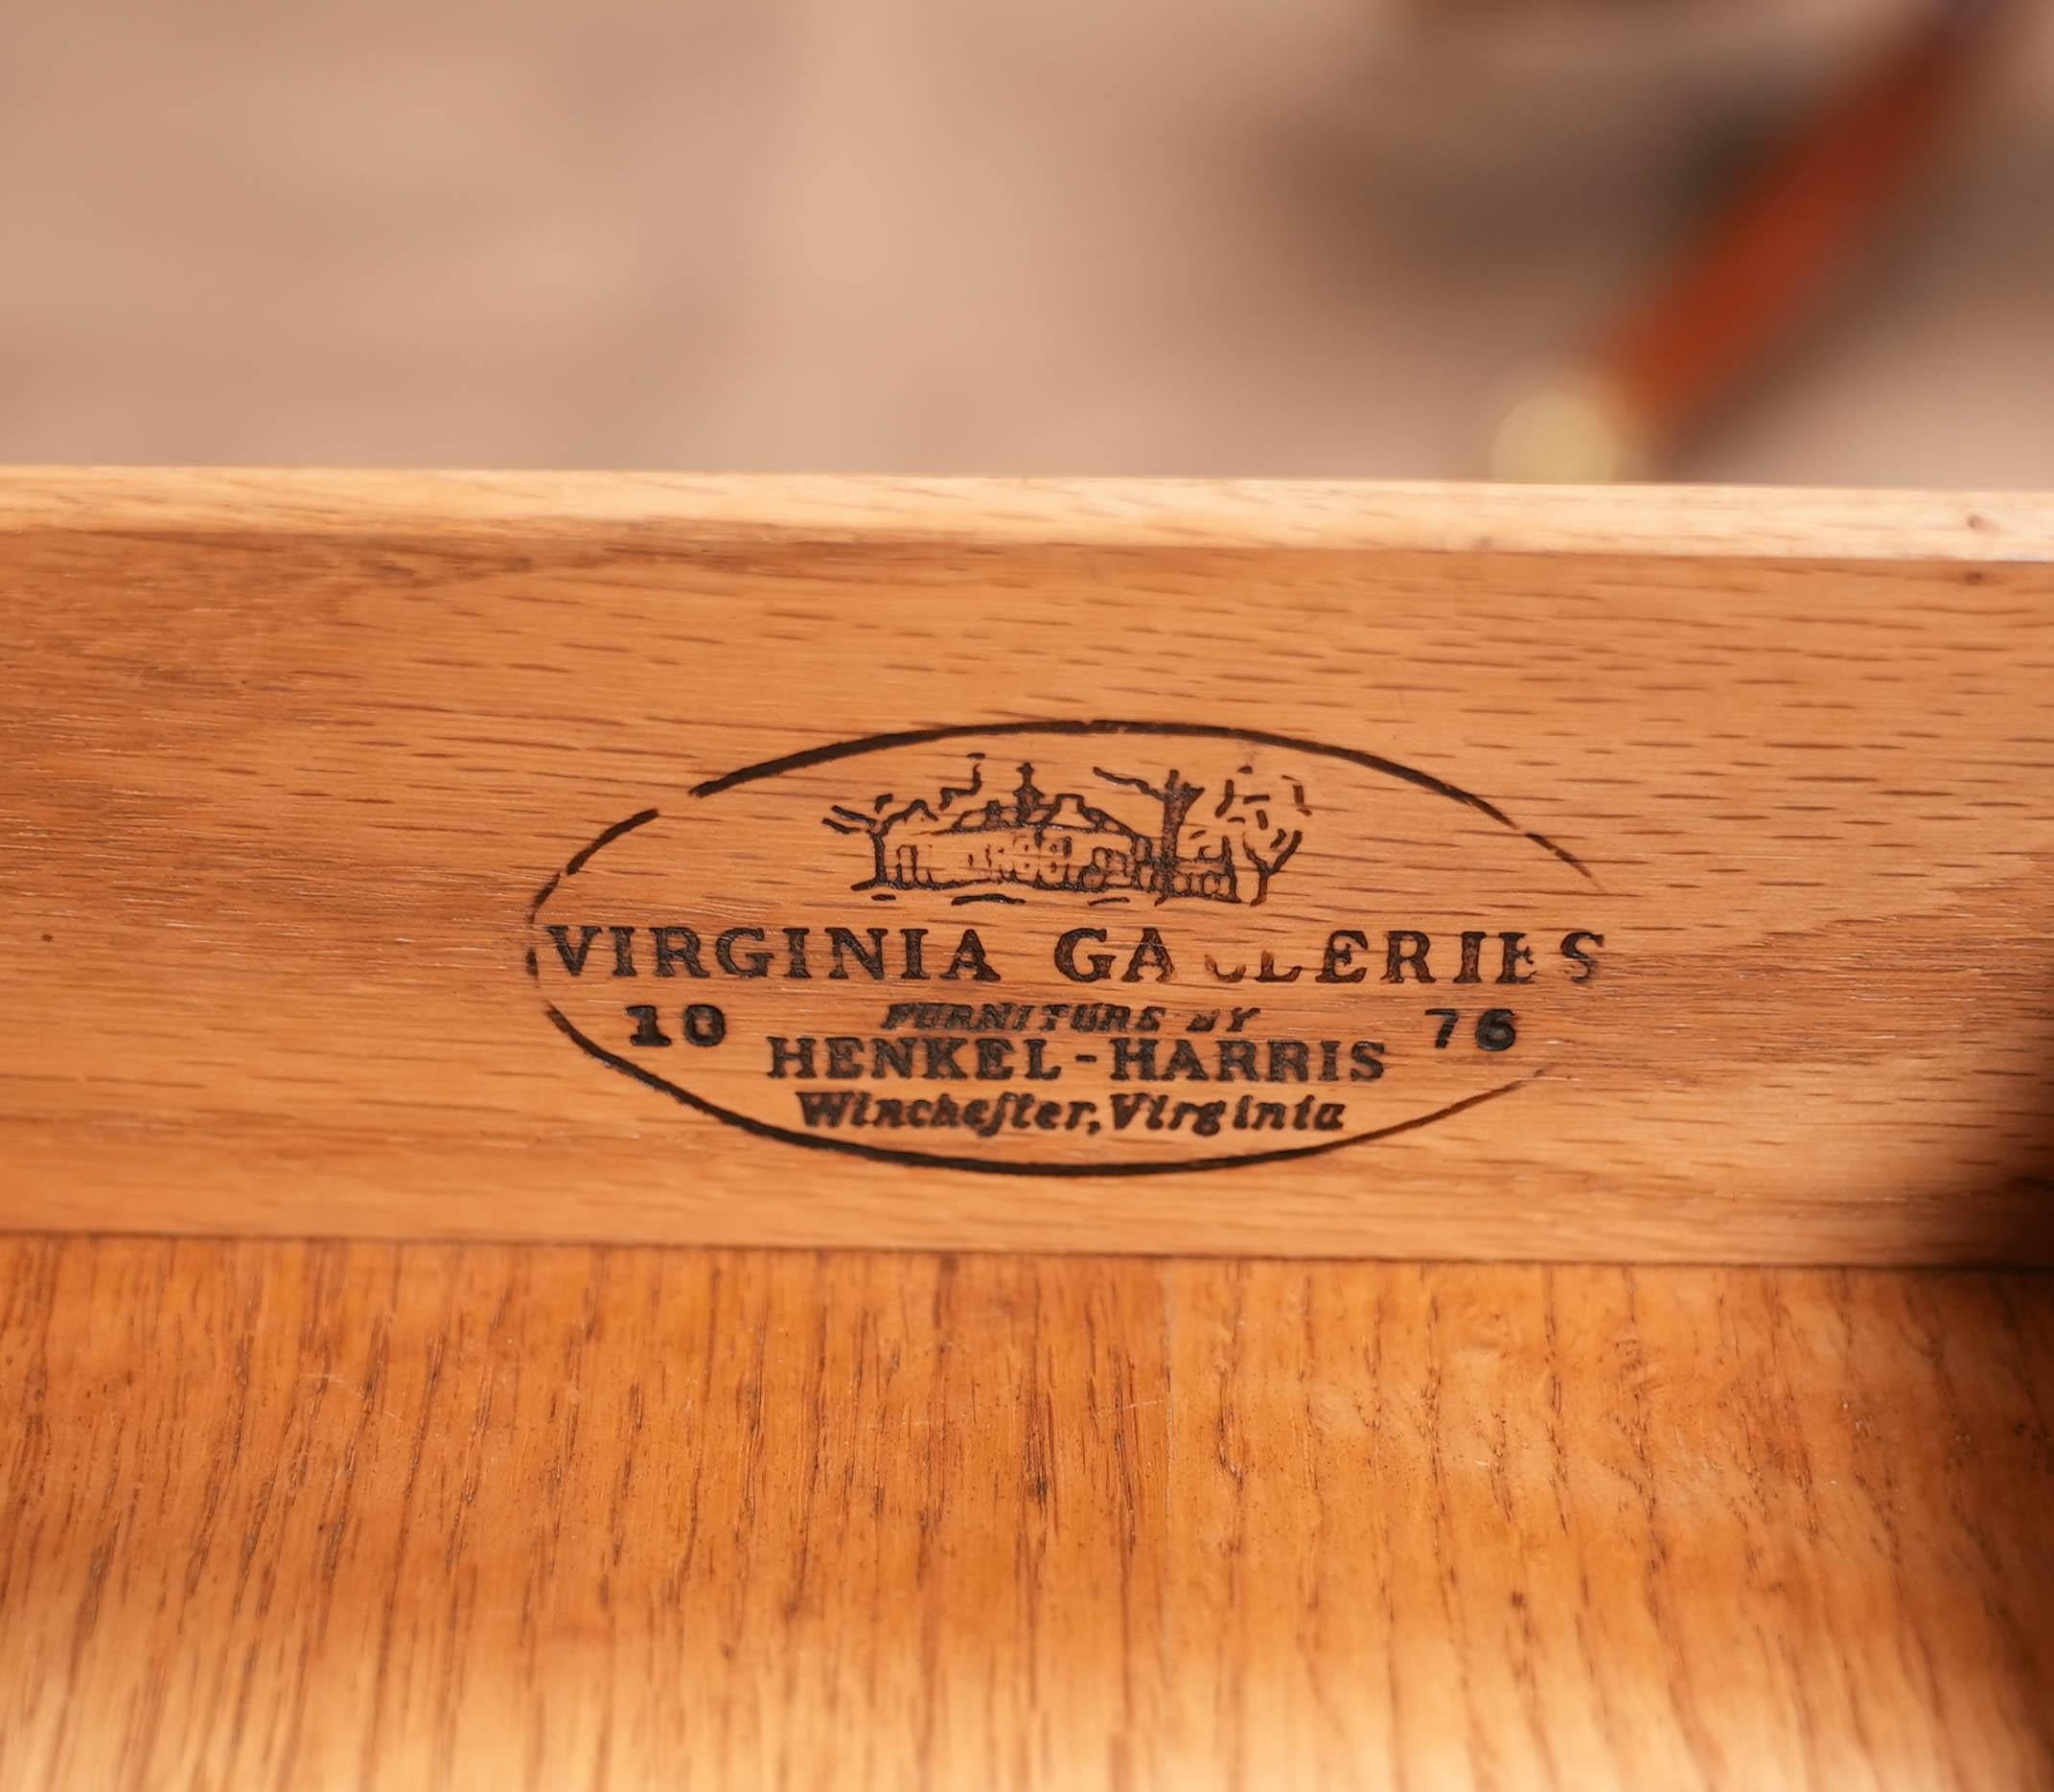 VIRGINIA GALLERIES
10 FURNITURE BY 76
HENKEL-HARRIS
Wincheſter, Virginia